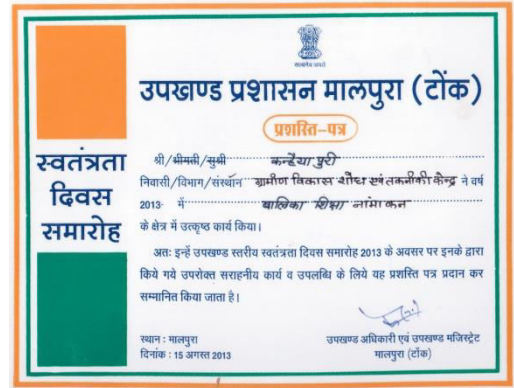 सत्यमेव जयते
उपखण्ड प्रशासन मालपुरा (टोंक)
प्रशस्ति-पत्र
स्वतंत्रता
दिवस
समारोह
श्री/श्रीमती/सुश्री कन्हैया पुरी
निवासी/विभाग/संस्थान ग्रामीण विकास शोध एवं तकनीकी केन्द्र ने वर्ष
2013 में बालिका शिक्षा नामांकन
के क्षेत्र में उत्कृष्ठ कार्य किया।
अतः इन्हें उपखण्ड स्तरीय स्वतंत्रता दिवस समारोह 2013 के अवसर पर इनके द्वारा
किये गये उपरोक्त सराहनीय कार्य व उपलब्धि के लिये यह प्रशस्ति पत्र प्रदान कर
सम्मानित किया जाता है।
स्थान : मालपुरा
दिनांक : 15 अगस्त 2013
उपखण्ड अधिकारी एवं उपखण्ड मजिस्ट्रेट
मालपुरा (टोंक)